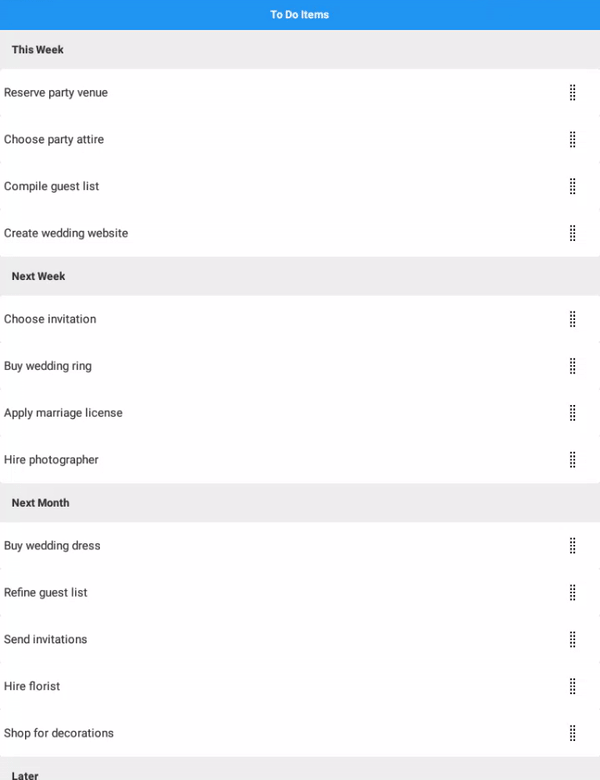 To Do Items
This Week
Reserve party venue
Choose party attire
Compile guest list
Create wedding website
Next Week
Choose invitation
Buy wedding ring
Apply marriage license
Hire photographer
Next Month
Buy wedding dress
Refine guest list
Send invitations
Hire florist
Shop for decorations
Later